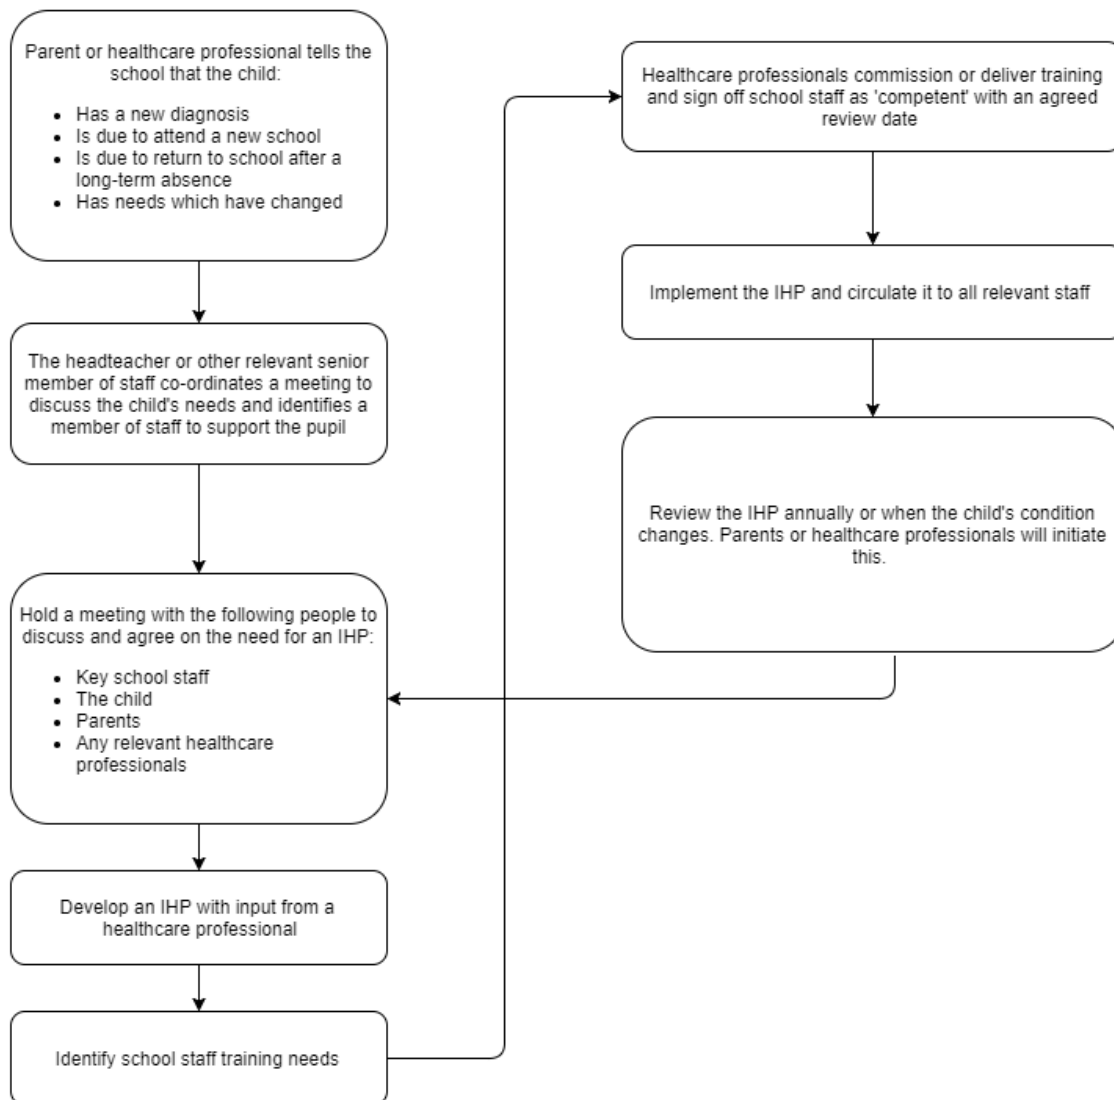 Parent or healthcare professional tells the
school that the child:
• Has a new diagnosis
• Is due to attend a new school
• Is due to return to school after a
long-term absence
• Has needs which have changed
The headteacher or other relevant senior
member of staff co-ordinates a meeting to
discuss the child's needs and identifies a
member of staff to support the pupil
Hold a meeting with the following people to
discuss and agree on the need for an IHP:
• Key school staff
• The child
• Parents
• Any relevant healthcare
professionals
Develop an IHP with input from a
healthcare professional
Identify school staff training needs
Healthcare professionals commission or deliver training
and sign off school staff as 'competent' with an agreed
review date
Implement the IHP and circulate it to all relevant staff
Review the IHP annually or when the child's condition
changes. Parents or healthcare professionals will initiate
this.